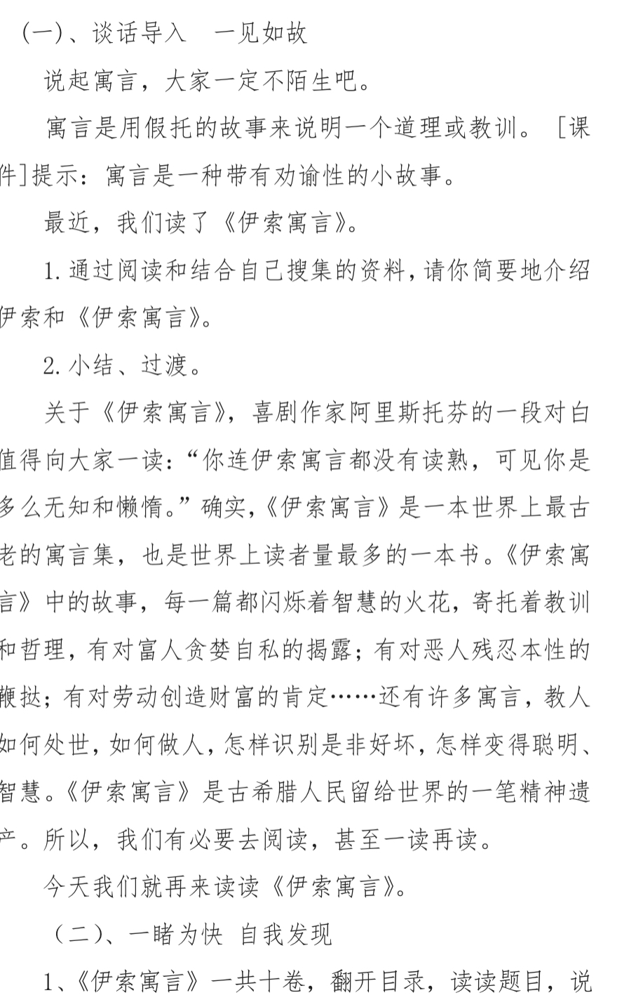 (一)、谈话导入 一见如故
说起寓言，大家一定不陌生吧。
寓言是用假托的故事来说明一个道理或教训。 [课
件]提示：寓言是一种带有劝谕性的小故事。
最近，我们读了《伊索寓言》。
1.通过阅读和结合自己搜集的资料，请你简要地介绍
伊索和《伊索寓言》。
2.小结、过渡。
关于《伊索寓言》，喜剧作家阿里斯托芬的一段对白
值得向大家一读：“你连伊索寓言都没有读熟，可见你是
多么无知和懒惰。”确实，《伊索寓言》是一本世界上最古
老的寓言集，也是世界上读者量最多的一本书。《伊索寓
言》中的故事，每一篇都闪烁着智慧的火花，寄托着教训
和哲理，有对富人贪婪自私的揭露；有对恶人残忍本性的
鞭挞；有对劳动创造财富的肯定……还有许多寓言，教人
如何处世，如何做人，怎样识别是非好坏，怎样变得聪明、
智慧。《伊索寓言》是古希腊人民留给世界的一笔精神遗
产。所以，我们有必要去阅读，甚至一读再读。
今天我们就再来读读《伊索寓言》。
（二）、一睹为快 自我发现
1、《伊索寓言》一共十卷，翻开目录，读读题目，说